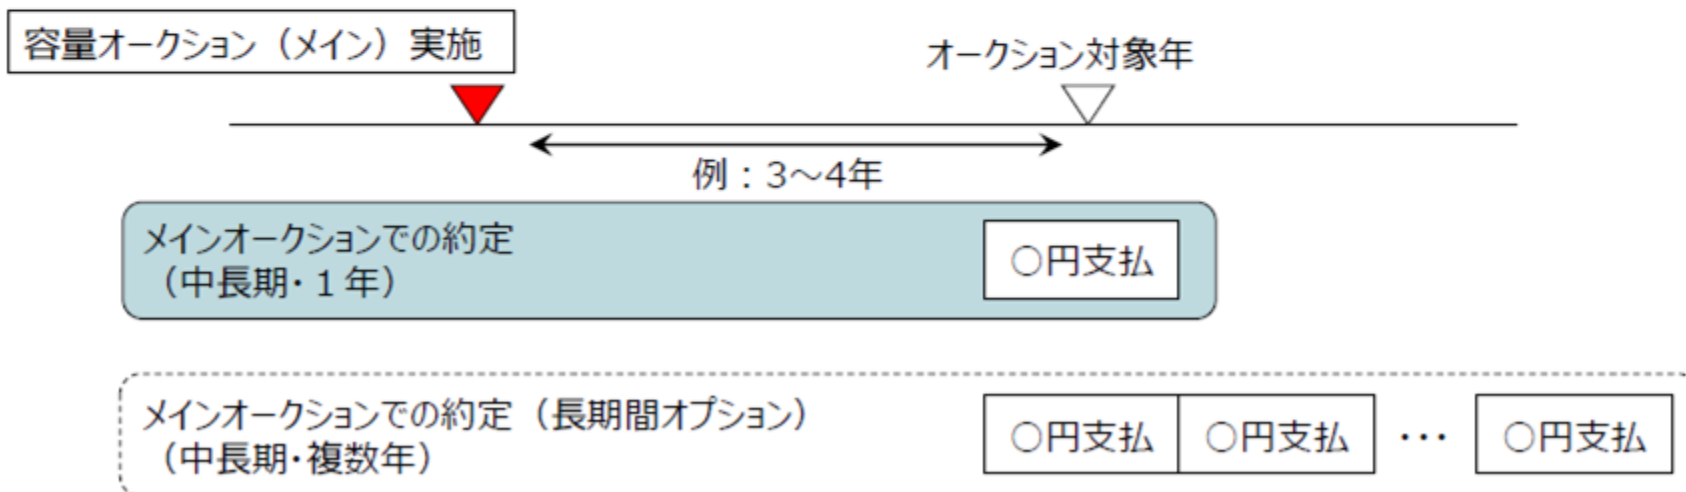 容量オークション（メイン）実施
オークション対象年
例：3～4年
メインオークションでの約定
（中長期・１年）
○円支払
メインオークションでの約定（長期間オプション）
（中長期・複数年）
○円支払 ○円支払 ･･･ ○円支払